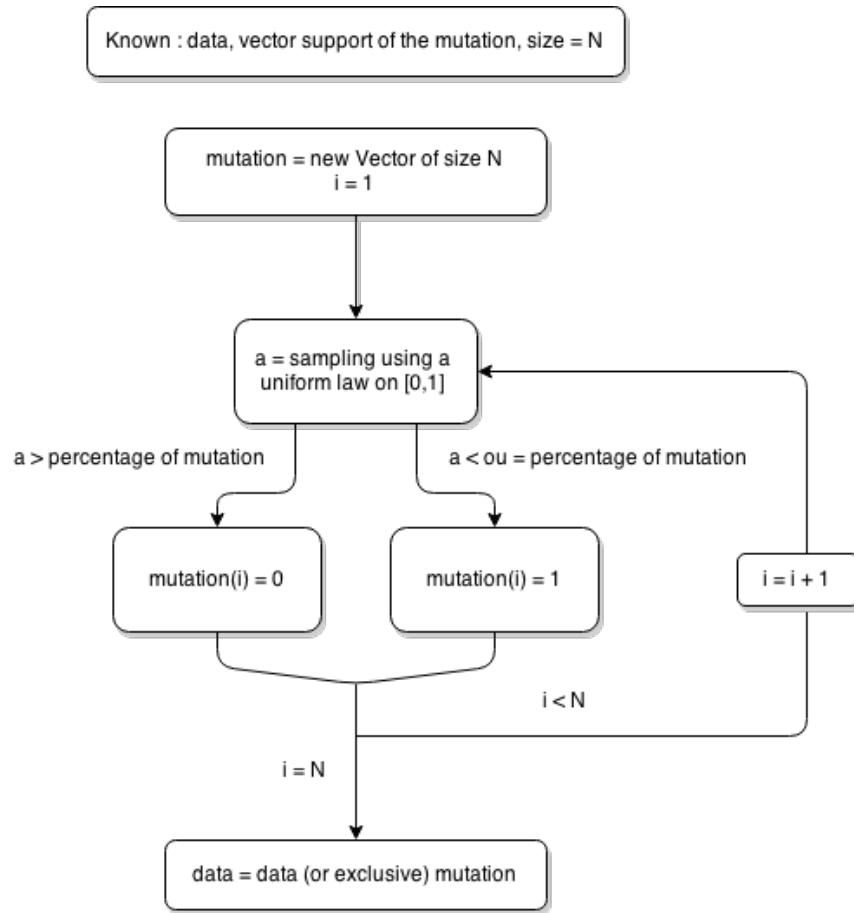 Known : data, vector support of the mutation, size = N
mutation = new Vector of size N
i = 1
a = sampling using a
uniform law on [0,1]
a > percentage of mutation
a < ou = percentage of mutation
mutation(i) = 0
mutation(i) = 1
i = i + 1
i < N
i = N
data = data (or exclusive) mutation